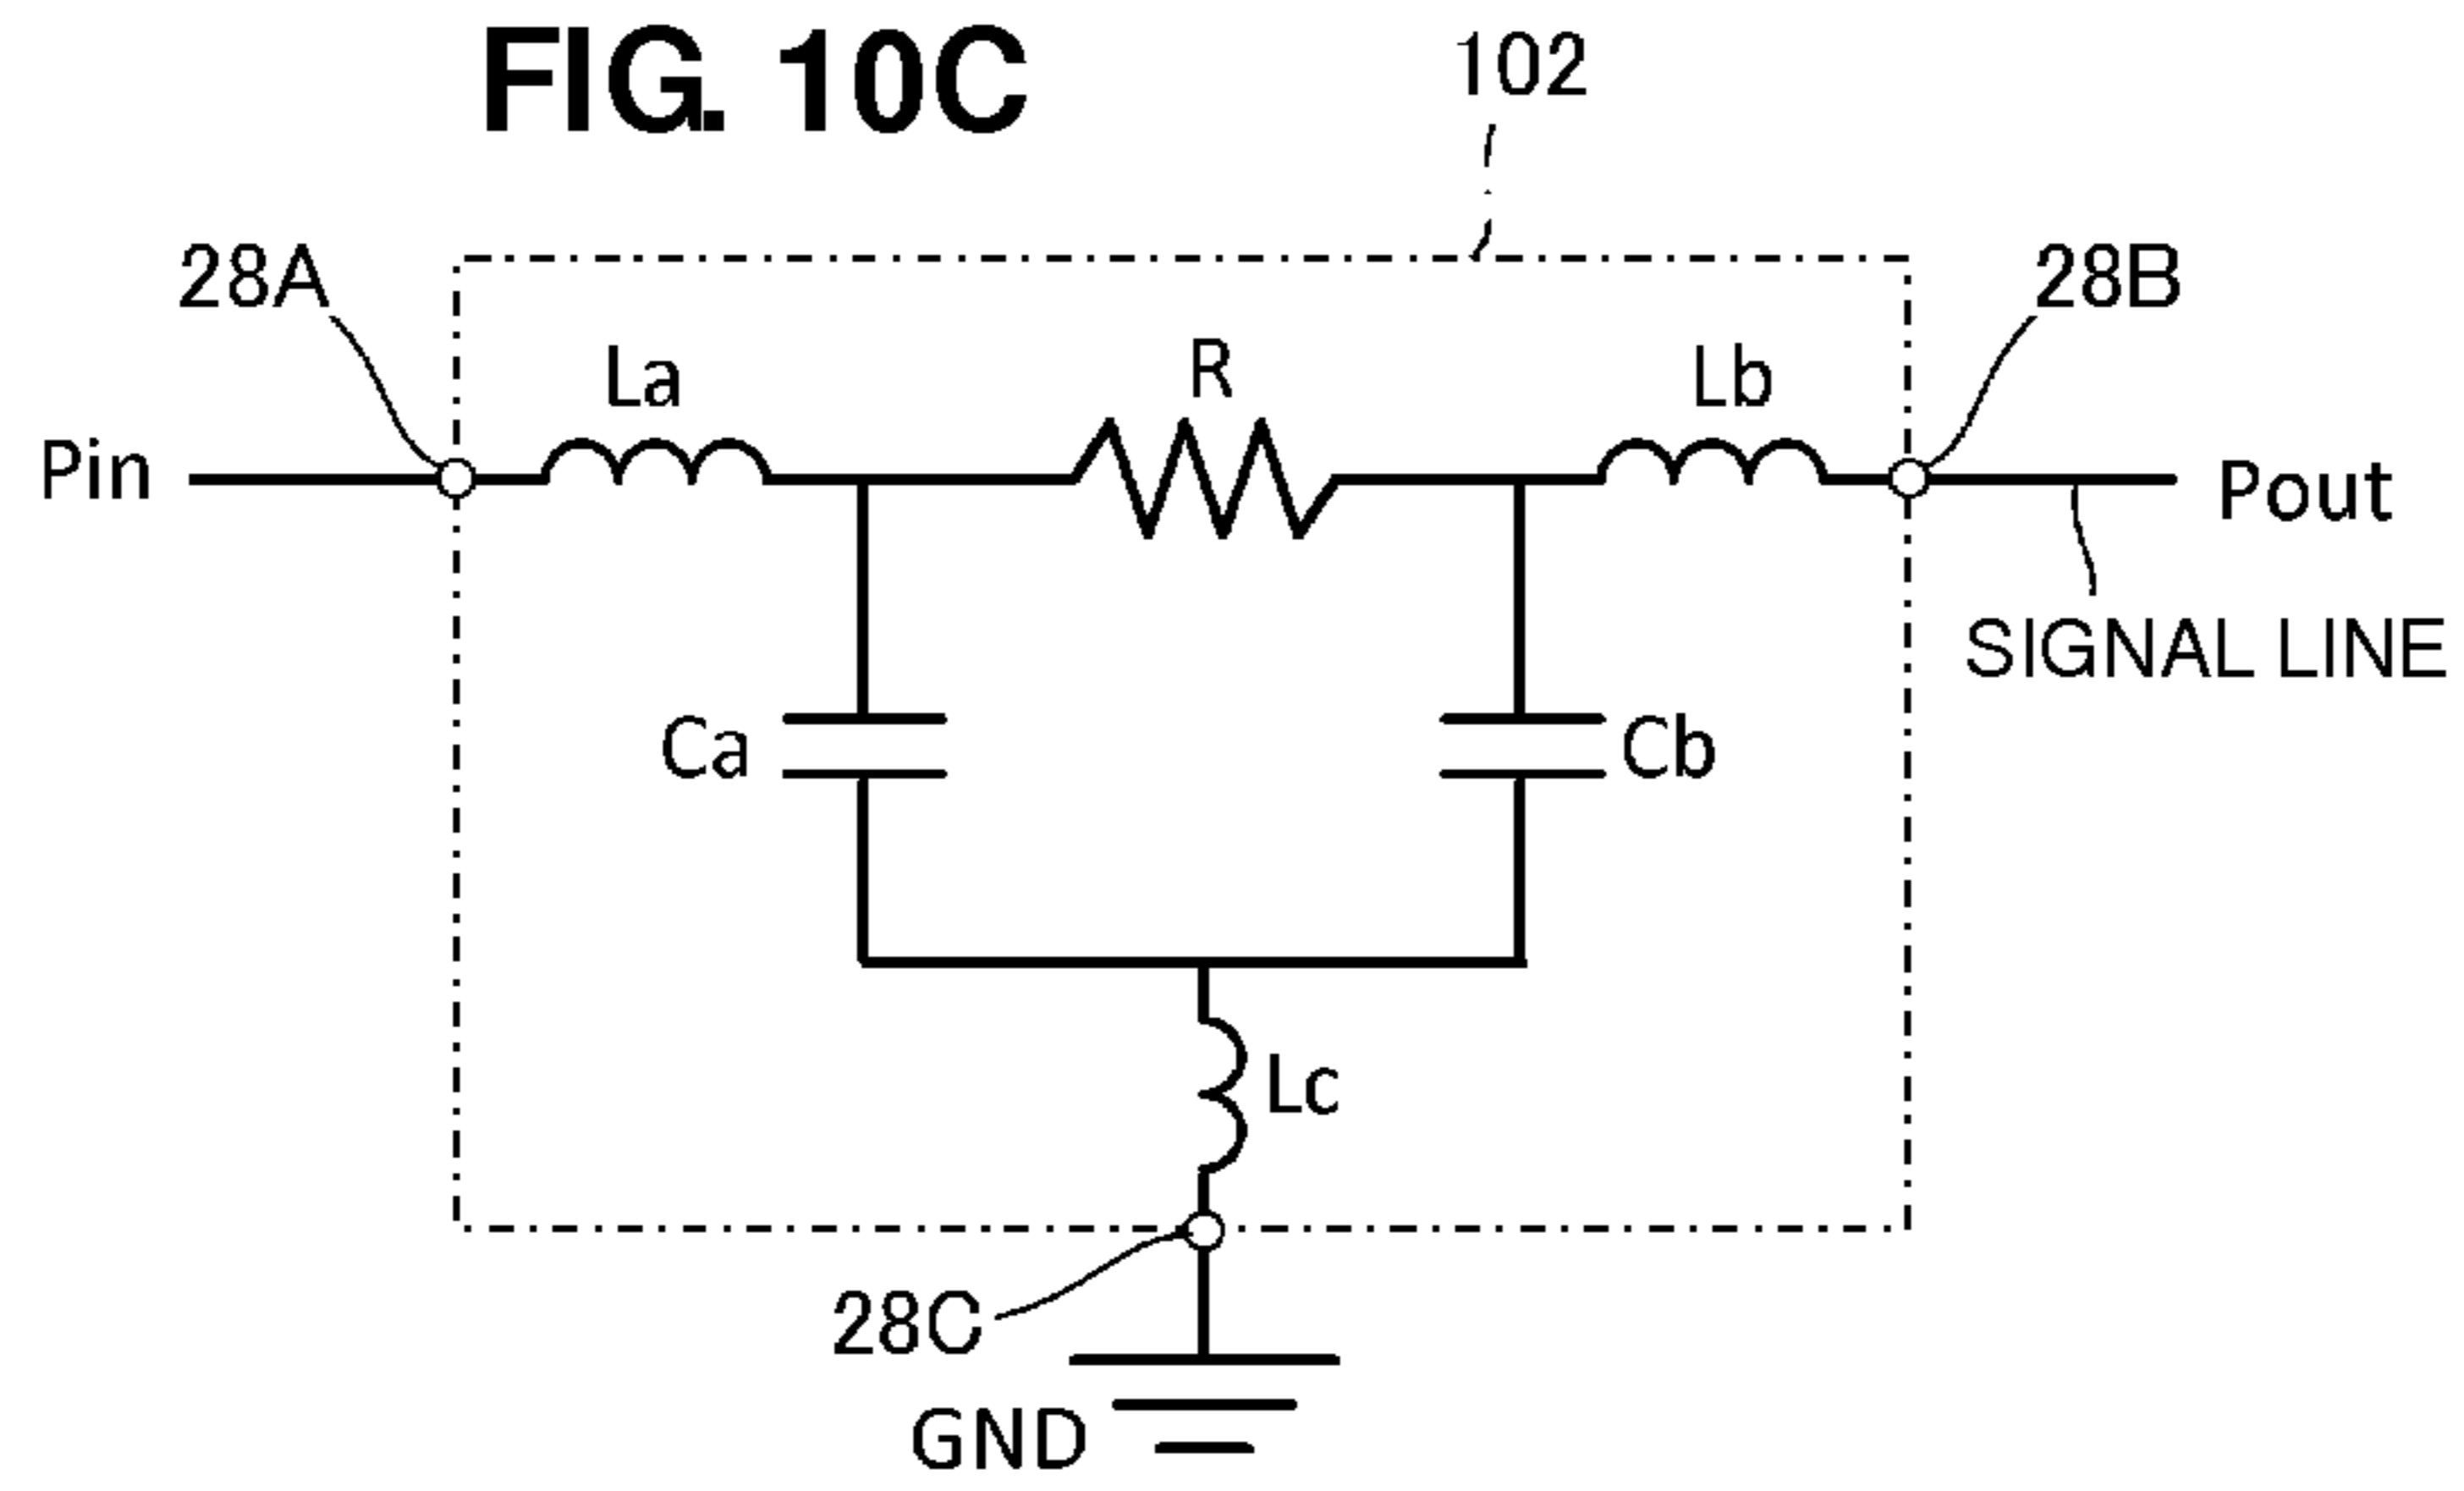 FIG. 10C
102
28A
28B
La
R
Lb
Pin
Pout
SIGNAL LINE
Ca
Cb
Lc
28C
GND